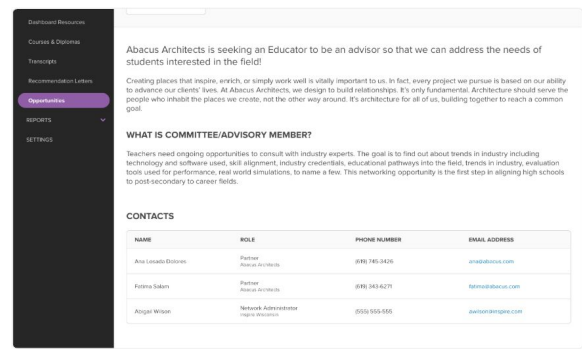 Dashboard Resources
Courses & Diplomas
Transcripts
Recommendation Letters
Opportunities
REPORTS
SETTINGS
Abacus Architects is seeking an Educator to be an advisor so that we can address the needs of
students interested in the field!
Creating places that inspire, enrich, or simply work well is vitally important to us. In fact, every project we pursue is based on our ability
to advance our clients' lives. At Abacus Architects, we design to build relationships. It's only fundamental. Architecture should serve the
people who inhabit the places we create, not the other way around. It's architecture for all of us, building together to reach a common
goal.
WHAT IS COMMITTEE/ADVISORY MEMBER?
Teachers need ongoing opportunities to consult with industry experts. The goal is to find out about trends in industry including
technology and software used, skill alignment, industry credentials, educational pathways into the field, trends in industry, evaluation
tools used for performance, real world simulations, to name a few. This networking opportunity is the first step in aligning high schools
to post-secondary to career fields.
CONTACTS
NAME ROLE PHONE NUMBER EMAIL ADDRESS
Ana Losado Dolores Partner (619) 745-3426 ana@abacus.com
Abacus Architects
Fatima Salam Partner (619) 343-6271 fatima@abacus.com
Abacus Architects
Abigail Wilson Network Administrator (555) 555-555
Inspire Wisconsin